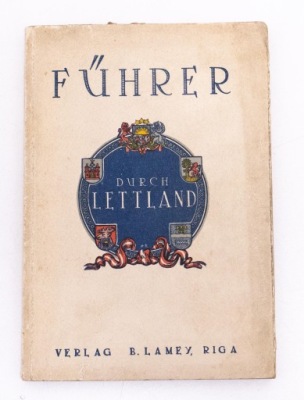 FÜHRER
DURCH
LETTLAND
VERLAG B. LAMEY, RIGA